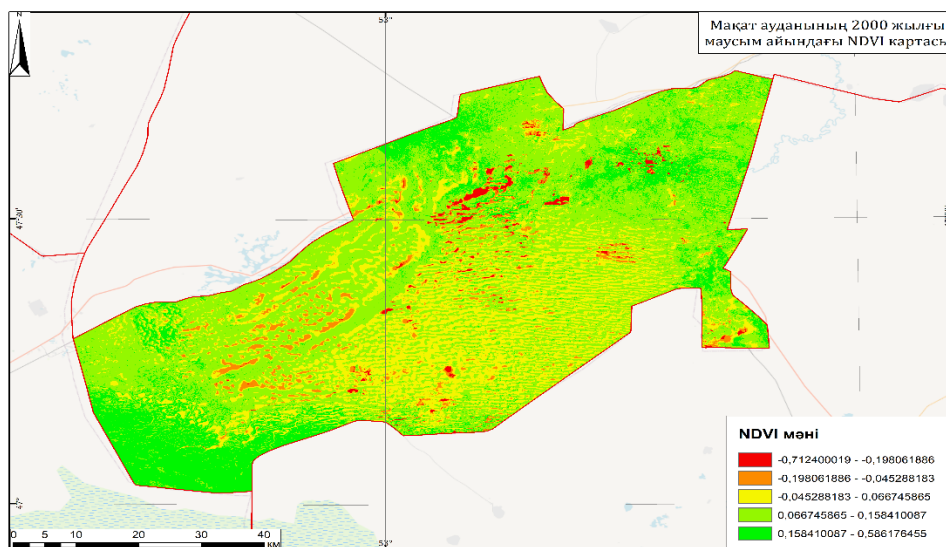 Мақат ауданының 2000 жылғы
маусым айындағы NDVI картасы
N
53°
47°30'
47°
53°
NDVI мәні
-0,712400019 - -0,198061886
-0,198061886 - -0,045288183
-0,045288183 - 0,066745865
0,066745865 - 0,158410087
0,158410087 - 0,586176455
0 5 10 20 30 40
КМ